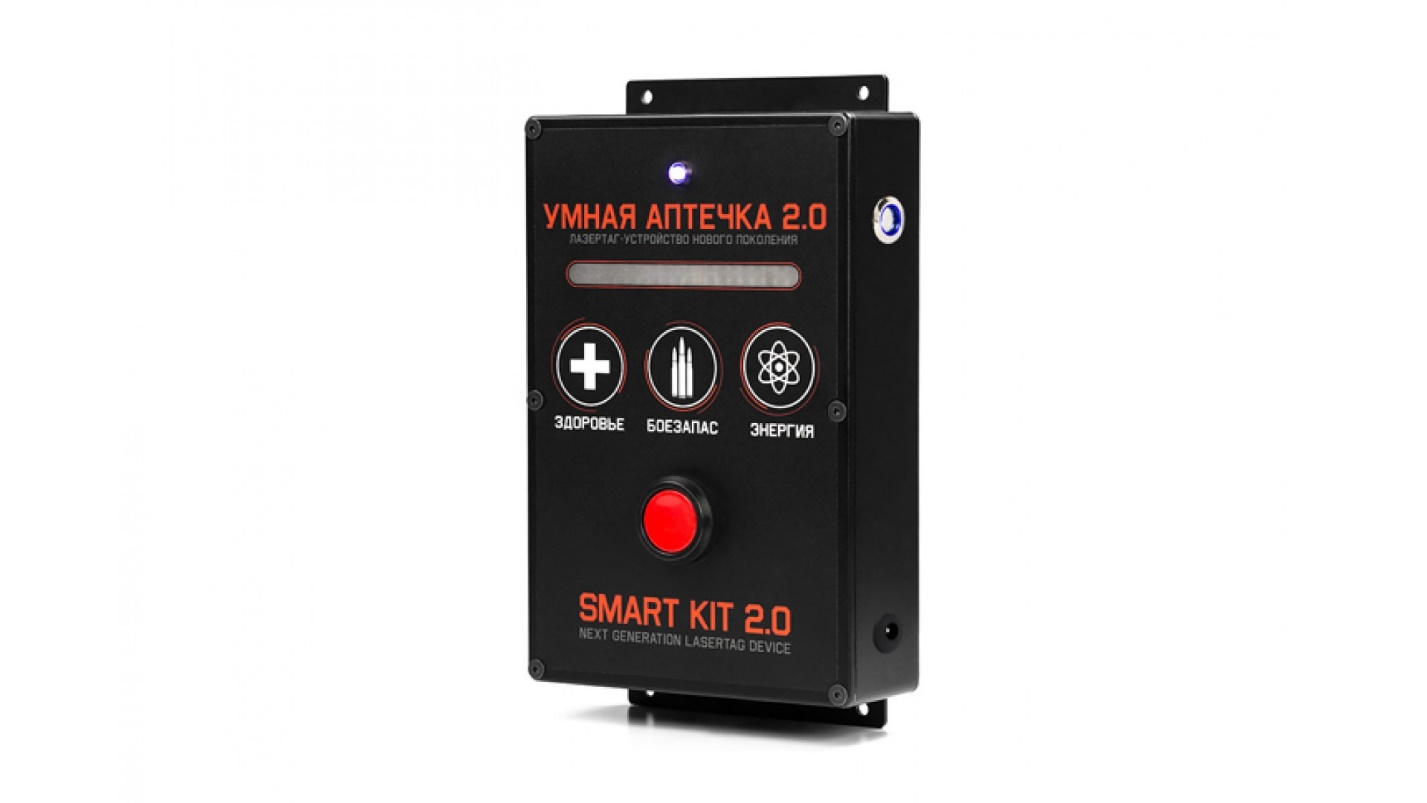 УМНАЯ АПТЕЧКА 2.0
ЛАЗЕРТАГ-УСТРОЙСТВО НОВОГО ПОКОЛЕНИЯ
ЗДОРОВЬЕ БОЕЗАПАС ЭНЕРГИЯ
SMART KIT 2.0
NEXT GENERATION LASERTAG DEVICE